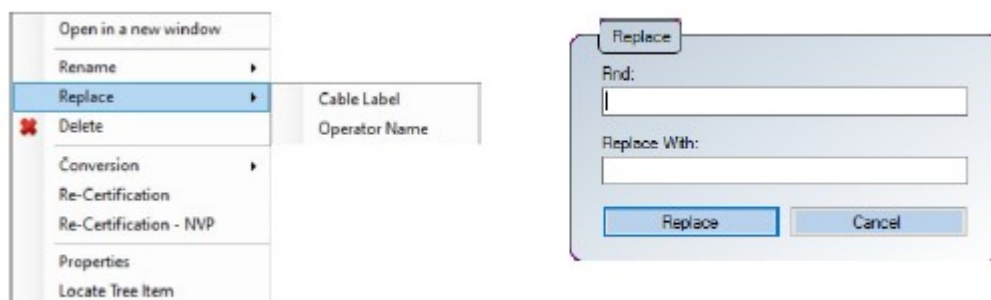 Open in a new window
Rename
Replace
Cable Label
Delete
Operator Name
Conversion
Re-Certification
Re-Certification - NVP
Properties
Locate Tree Item
Replace
Find:
Replace With:
Replace
Cancel